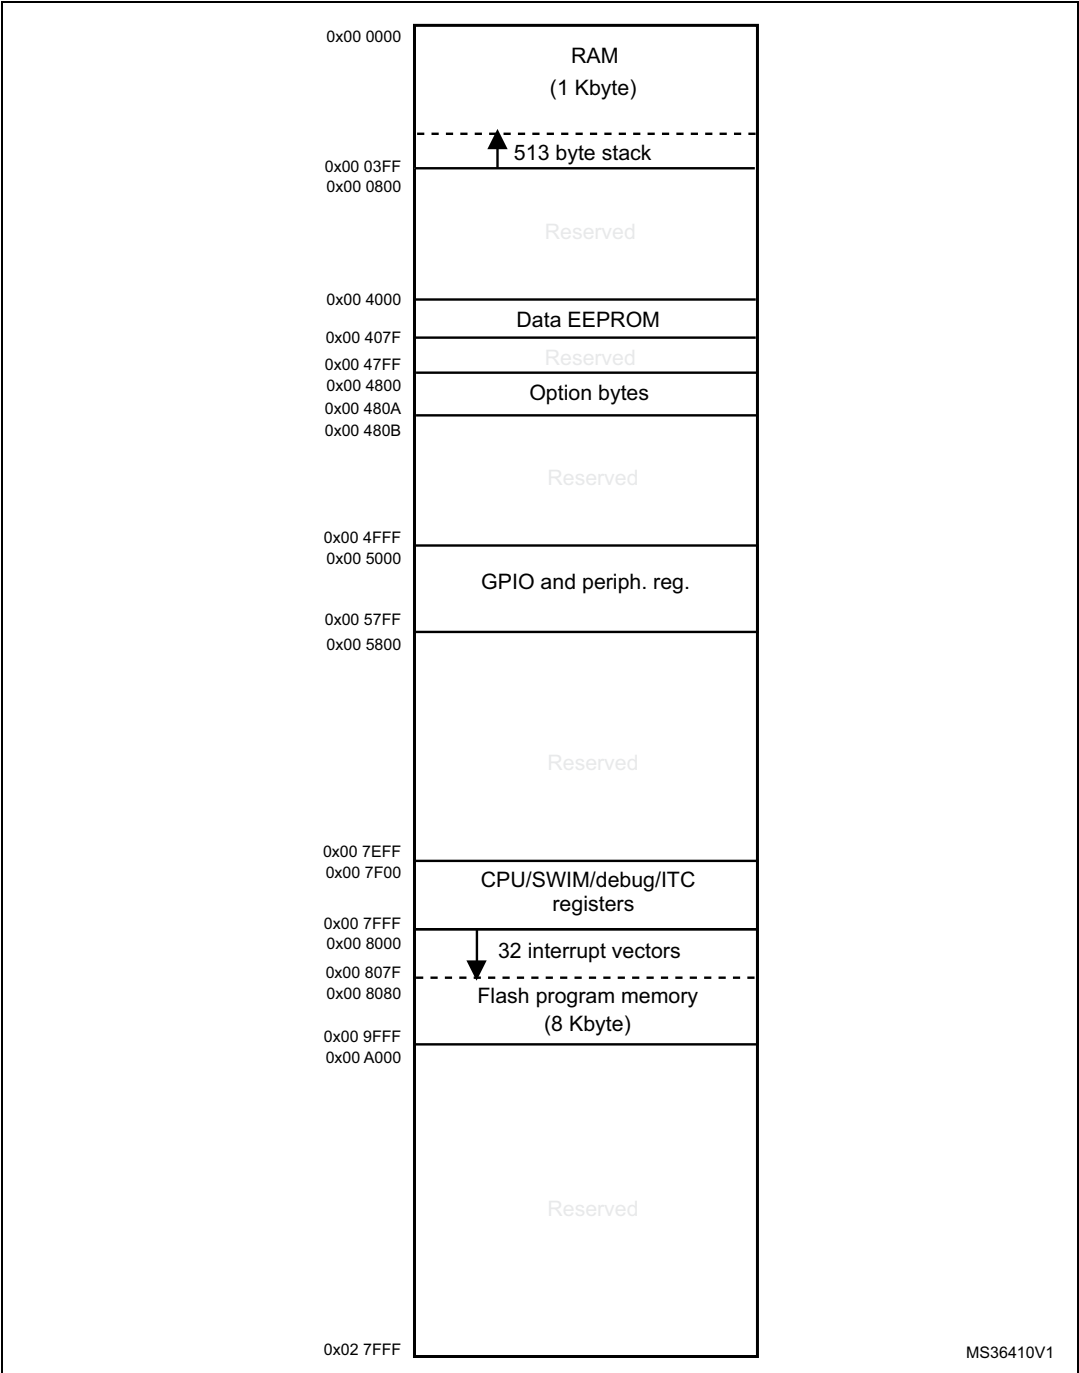 0x00 0000
RAM
(1 Kbyte)
513 byte stack
0x00 03FF
0x00 0800
Reserved
0x00 4000
Data EEPROM
0x00 407F
Reserved
0x00 47FF
0x00 4800
Option bytes
0x00 480A
0x00 480B
Reserved
0x00 4FFF
0x00 5000
GPIO and periph. reg.
0x00 57FF
0x00 5800
Reserved
0x00 7EFF
0x00 7F00
CPU/SWIM/debug/ITC
registers
0x00 7FFF
0x00 8000
32 interrupt vectors
0x00 807F
0x00 8080
Flash program memory
(8 Kbyte)
0x00 9FFF
0x00 A000
Reserved
0x02 7FFF
MS36410V1